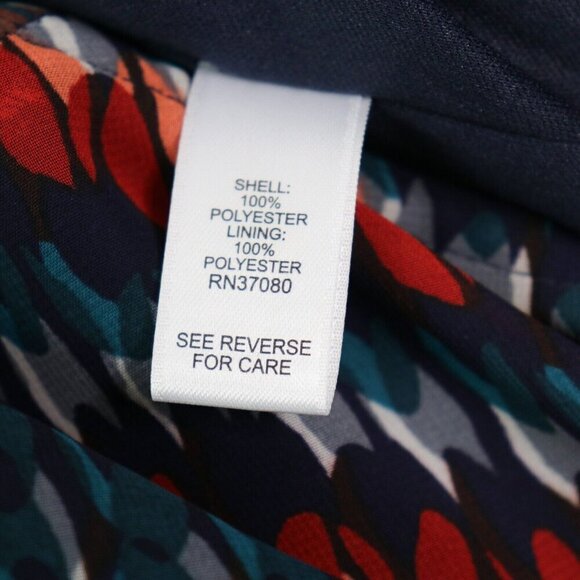 SHELL:
100%
POLYESTER
LINING:
100%
POLYESTER
RN37080
SEE REVERSE
FOR CARE